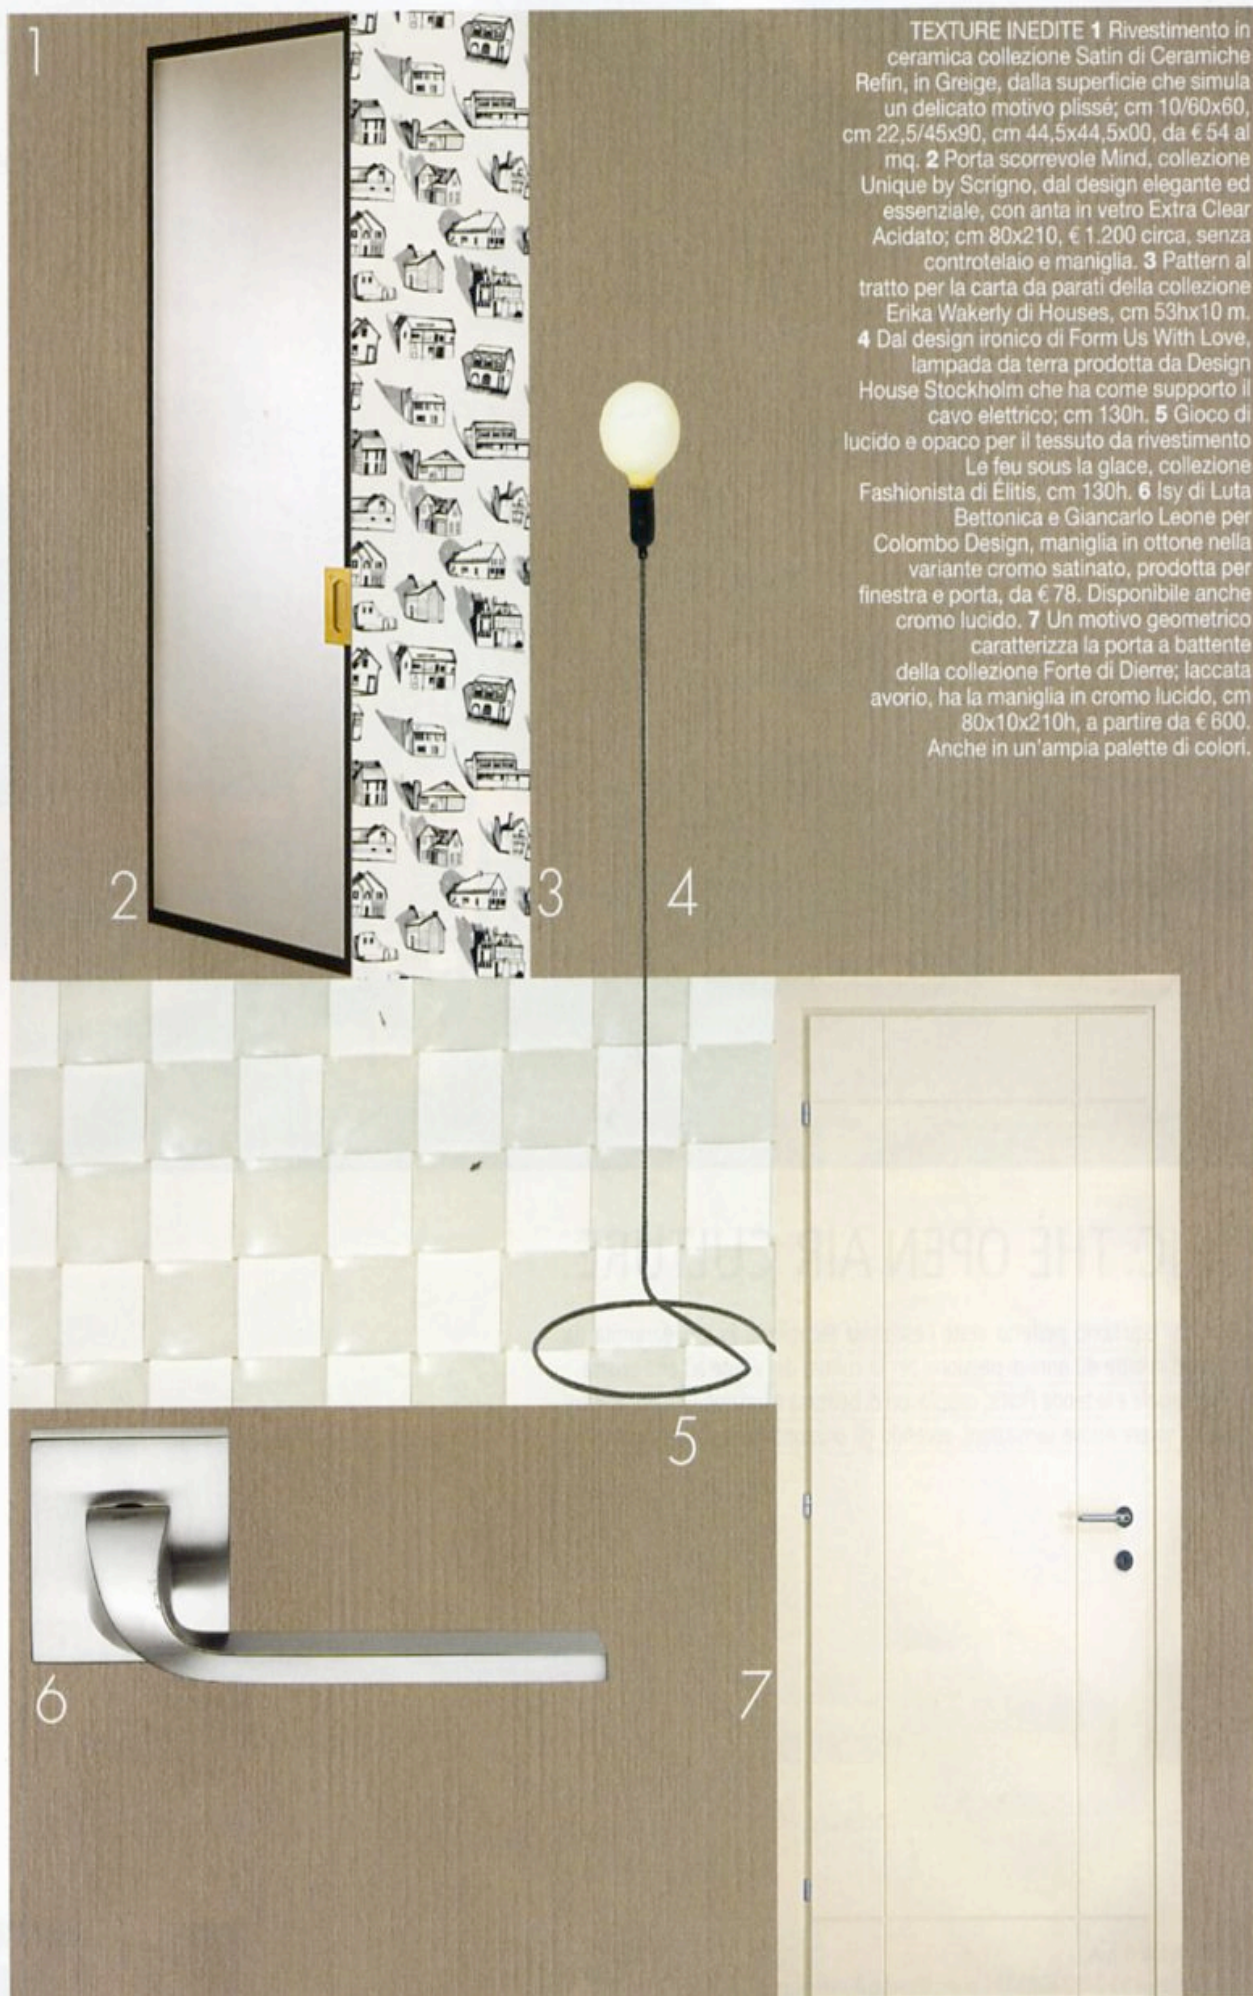 1
TEXTURE INEDITE 1 Rivestimento in
ceramica collezione Satin di Ceramiche
Refin, in Greige, dalla superficie che simula
un delicato motivo plissé; cm 10/60x60,
cm 22,5/45x90, cm 44,5x44,5x00, da € 54 al
mq. 2 Porta scorrevole Mind, collezione
Unique by Scrigno, dal design elegante ed
essenziale, con anta in vetro Extra Clear
Acidato; cm 80x210, € 1.200 circa, senza
controtelaio e maniglia. 3 Pattern al
tratto per la carta da parati della collezione
Erika Wakerly di Houses, cm 53hx10 m.
4 Dal design ironico di Form Us With Love,
lampada da terra prodotta da Design
House Stockholm che ha come supporto il
cavo elettrico; cm 130h. 5 Gioco di
lucido e opaco per il tessuto da rivestimento
Le feu sous la glace, collezione
Fashionista di Élitis, cm 130h. 6 Isy di Luta
Bettonica e Giancarlo Leone per
Colombo Design, maniglia in ottone nella
variante cromo satinato, prodotta per
finestra e porta, da € 78. Disponibile anche
cromo lucido. 7 Un motivo geometrico
caratterizza la porta a battente
della collezione Forte di Dierre; laccata
avorio, ha la maniglia in cromo lucido, cm
80x10x210h, a partire da € 600.
Anche in un'ampia palette di colori.
2
3
4
THE OPEN AIR CULTURE
5
6
7